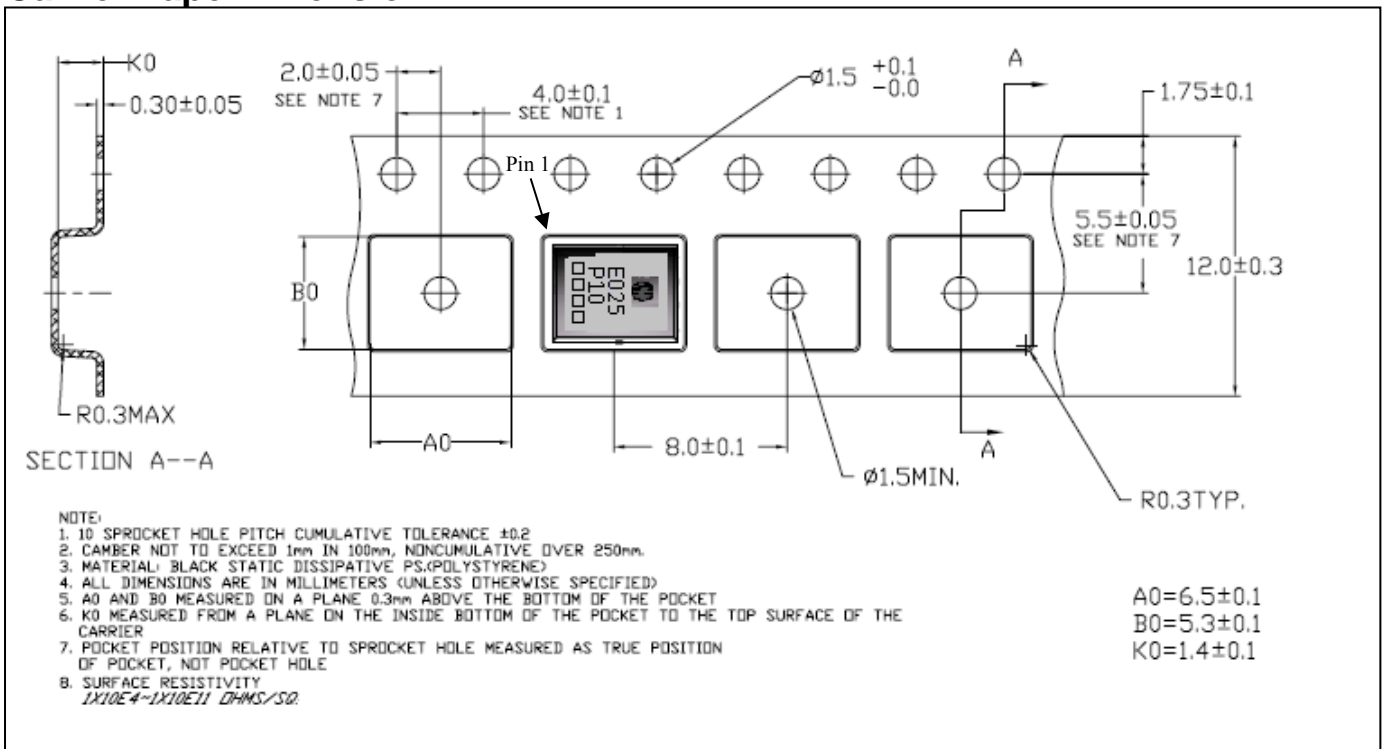 K0
0.30±0.05
2.0±0.05
SEE NOTE 7
4.0±0.1
SEE NOTE 1
Ø1.5 +0.1 -0.0
A
1.75±0.1
Pin 1
5.5±0.05
SEE NOTE 7
12.0±0.3
B0
E025
P10
□□□□
R0.3MAX
A0
8.0±0.1
A
Ø1.5MIN.
R0.3TYP.
SECTION A--A
NOTE:
1. 10 SPROCKET HOLE PITCH CUMULATIVE TOLERANCE ±0.2
2. CAMBER NOT TO EXCEED 1mm IN 100mm, NONCUMULATIVE OVER 250mm.
3. MATERIAL: BLACK STATIC DISSIPATIVE PS.(POLYSTYRENE)
4. ALL DIMENSIONS ARE IN MILLIMETERS (UNLESS OTHERWISE SPECIFIED)
5. A0 AND B0 MEASURED ON A PLANE 0.3mm ABOVE THE BOTTOM OF THE POCKET
6. K0 MEASURED FROM A PLANE ON THE INSIDE BOTTOM OF THE POCKET TO THE TOP SURFACE OF THE
CARRIER
7. POCKET POSITION RELATIVE TO SPROCKET HOLE MEASURED AS TRUE POSITION
OF POCKET, NOT POCKET HOLE
8. SURFACE RESISTIVITY
1X10E4~1X10E11 OHMS/SQ.
A0=6.5±0.1
B0=5.3±0.1
K0=1.4±0.1